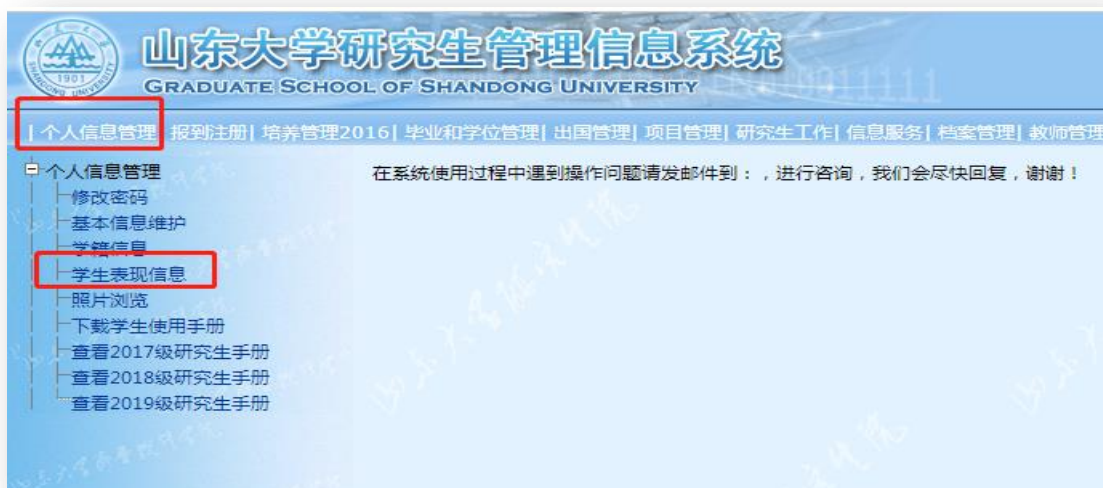 山东大学研究生管理信息系统
GRADUATE SCHOOL OF SHANDONG UNIVERSITY
1901
| 个人信息管理| 报到注册| 培养管理2016| 毕业和学位管理| 出国管理| 项目管理| 研究生工作| 信息服务| 档案管理| 教师管理
个人信息管理
修改密码
基本信息维护
学籍信息
学生表现信息
照片浏览
下载学生使用手册
查看2017级研究生手册
查看2018级研究生手册
查看2019级研究生手册
在系统使用过程中遇到操作问题请发邮件到：，进行咨询，我们会尽快回复，谢谢！